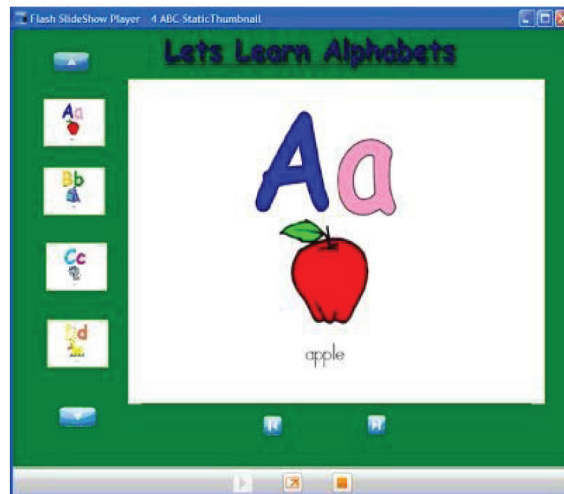 Flash SlideShow Player - 4 ABC-StaticThumbnail
Lets Learn Alphabets
Aa
Bb
Cc
Dd
Aa
apple